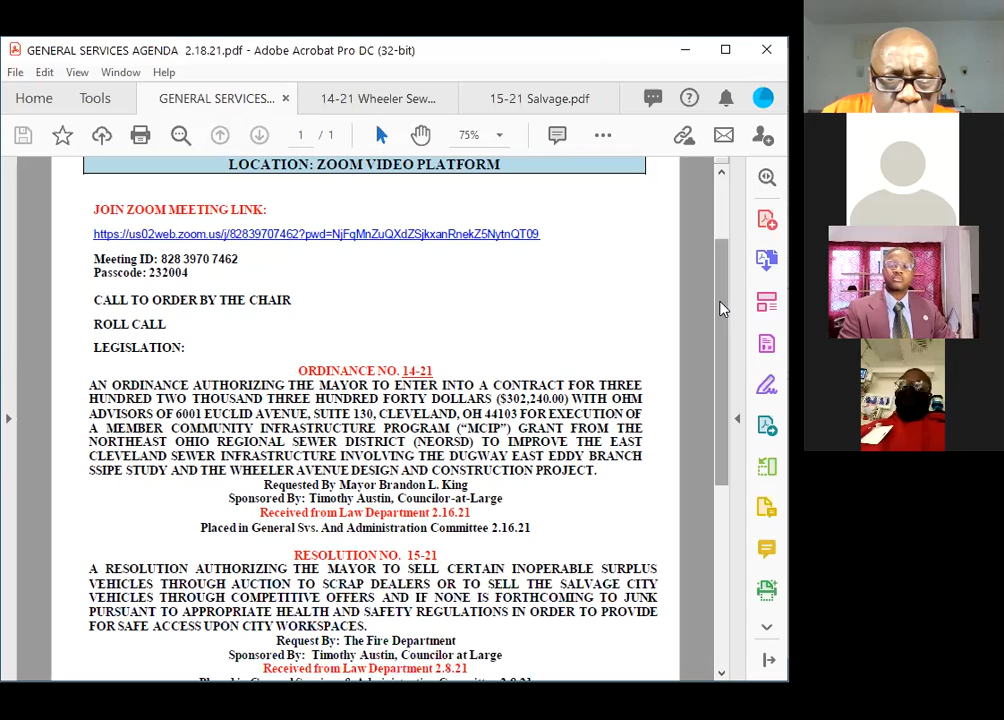 GENERAL SERVICES AGENDA 2.18.21.pdf - Adobe Acrobat Pro DC (32-bit)
File Edit View Window Help
Home Tools GENERAL SERVICES... × 14-21 Wheeler Sew... 15-21 Salvage.pdf
1 / 1 75%
LOCATION: ZOOM VIDEO PLATFORM
JOIN ZOOM MEETING LINK:
https://us02web.zoom.us/j/82839707462?pwd=NjFqMnZuQXdZSjkxanRnekZ5NytnQT09
Meeting ID: 828 3970 7462
Passcode: 232004
CALL TO ORDER BY THE CHAIR
ROLL CALL
LEGISLATION:
ORDINANCE NO. 14-21
AN ORDINANCE AUTHORIZING THE MAYOR TO ENTER INTO A CONTRACT FOR THREE
HUNDRED TWO THOUSAND THREE HUNDRED FORTY DOLLARS ($302,240.00) WITH OHM
ADVISORS OF 6001 EUCLID AVENUE, SUITE 130, CLEVELAND, OH 44103 FOR EXECUTION OF
A MEMBER COMMUNITY INFRASTRUCTURE PROGRAM (“MCIP”) GRANT FROM THE
NORTHEAST OHIO REGIONAL SEWER DISTRICT (NEORSD) TO IMPROVE THE EAST
CLEVELAND SEWER INFRASTRUCTURE INVOLVING THE DUGWAY EAST EDDY BRANCH
SSIPE STUDY AND THE WHEELER AVENUE DESIGN AND CONSTRUCTION PROJECT.
Requested By Mayor Brandon L. King
Sponsored By: Timothy Austin, Councilor-at-Large
Received from Law Department 2.16.21
Placed in General Svs. And Administration Committee 2.16.21
RESOLUTION NO. 15-21
A RESOLUTION AUTHORIZING THE MAYOR TO SELL CERTAIN INOPERABLE SURPLUS
VEHICLES THROUGH AUCTION TO SCRAP DEALERS OR TO SELL THE SALVAGE CITY
VEHICLES THROUGH COMPETITIVE OFFERS AND IF NONE IS FORTHCOMING TO JUNK
PURSUANT TO APPROPRIATE HEALTH AND SAFETY REGULATIONS IN ORDER TO PROVIDE
FOR SAFE ACCESS UPON CITY WORKSPACES.
Request By: The Fire Department
Sponsored By: Timothy Austin, Councilor at Large
Received from Law Department 2.8.21